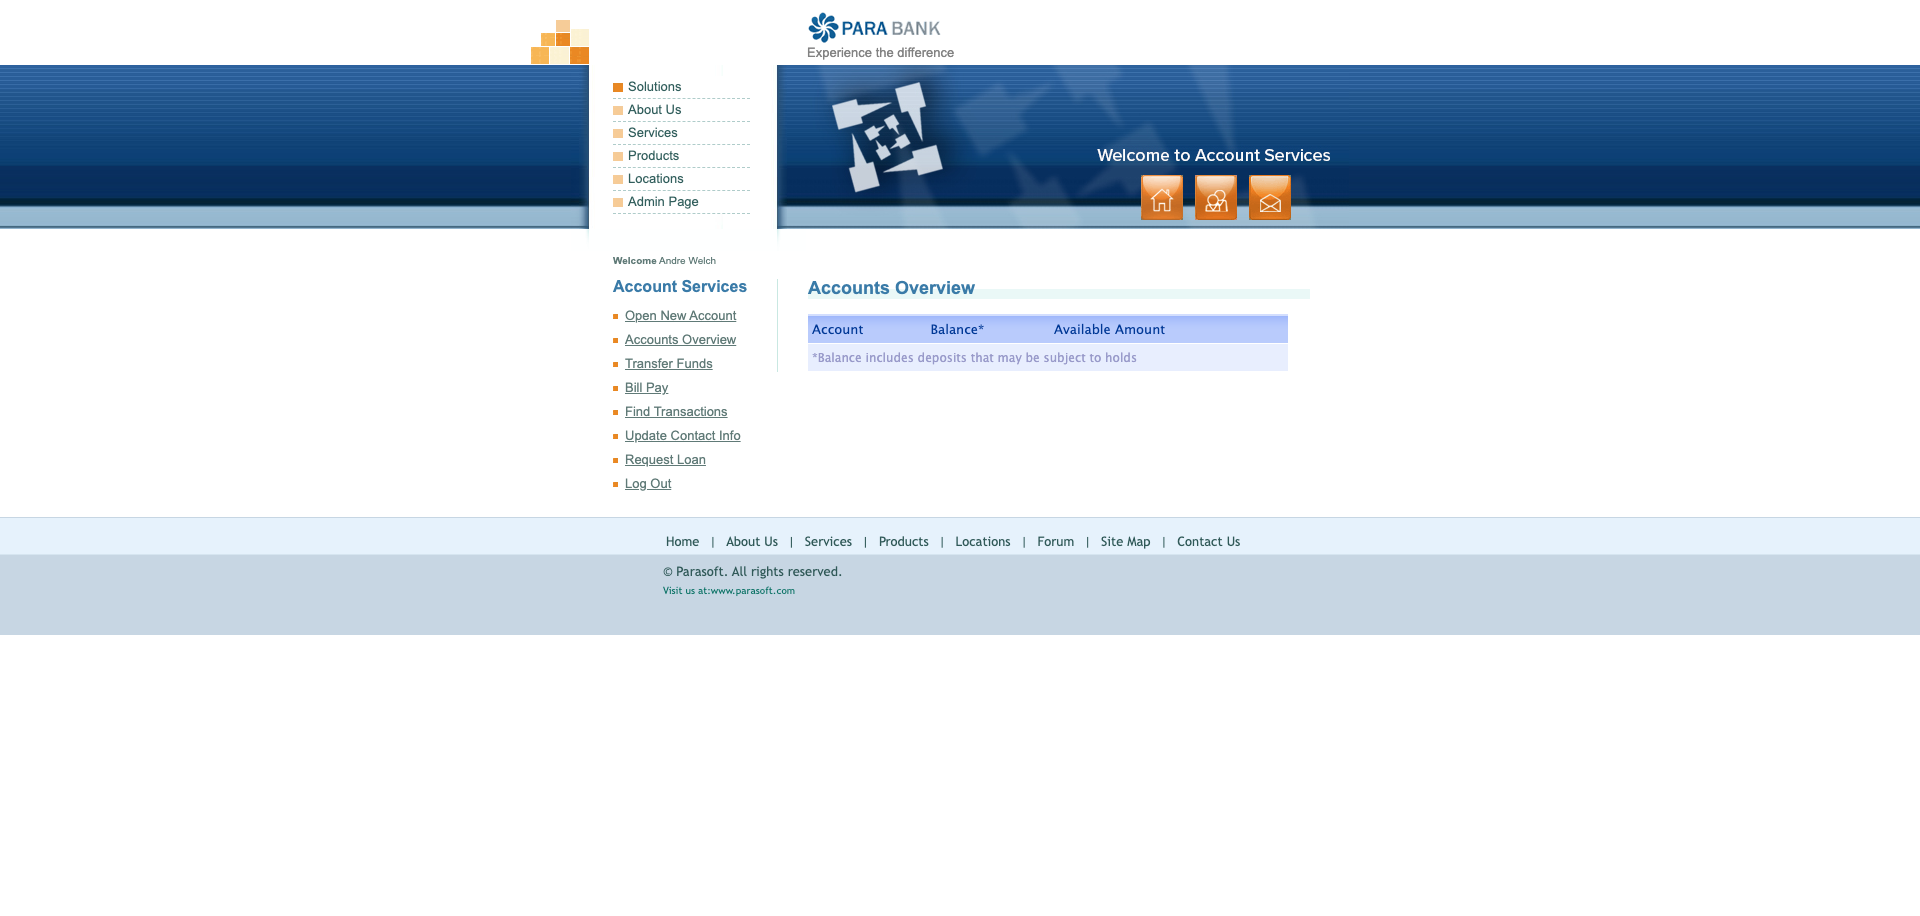 PARA BANK
Experience the difference
Solutions
About Us
Services
Products
Locations
Admin Page
Welcome to Account Services
Welcome Andre Welch
Account Services
Open New Account
Accounts Overview
Transfer Funds
Bill Pay
Find Transactions
Update Contact Info
Request Loan
Log Out
Accounts Overview
Account Balance* Available Amount
*Balance includes deposits that may be subject to holds
Home | About Us | Services | Products | Locations | Forum | Site Map | Contact Us
© Parasoft. All rights reserved.
Visit us at:www.parasoft.com